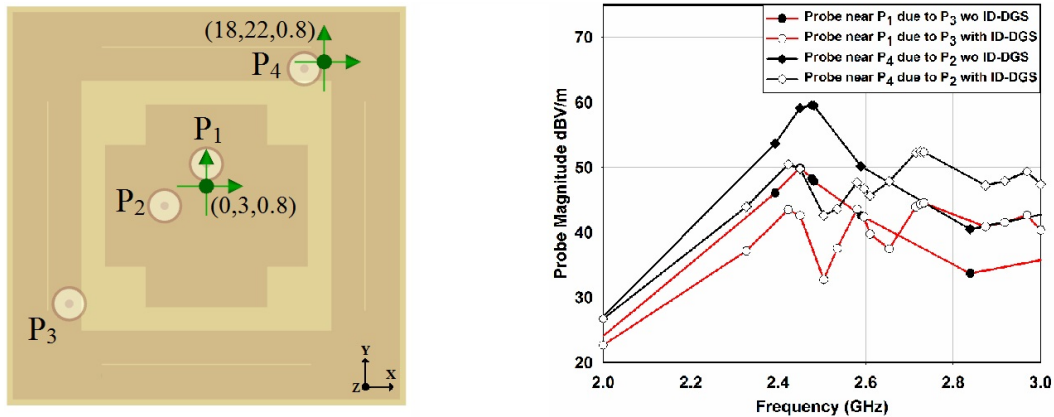 (18,22,0.8)
P4
P1
P2
(0,3,0.8)
P3
Y
Z
X
Probe near P1 due to P3 wo ID-DGS
Probe near P1 due to P3 with ID-DGS
Probe near P4 due to P2 wo ID-DGS
Probe near P4 due to P2 with ID-DGS
Probe Magnitude dBV/m
70
60
50
40
30
20
2.0 2.2 2.4 2.6 2.8 3.0
Frequency (GHz)